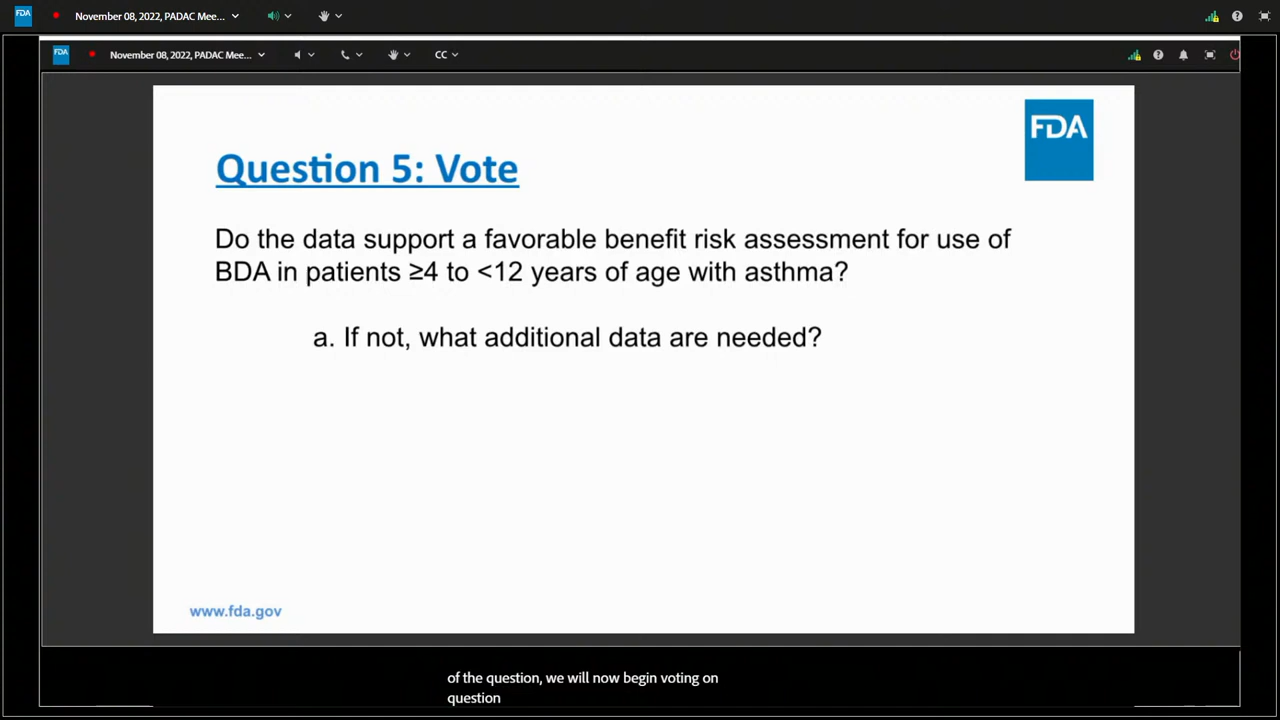 FDA
November 08, 2022, PADAC Mee...
FDA
November 08, 2022, PADAC Mee...
CC
FDA
Question 5: Vote
Do the data support a favorable benefit risk assessment for use of
BDA in patients ≥4 to <12 years of age with asthma?
a. If not, what additional data are needed?
www.fda.gov
of the question, we will now begin voting on
question